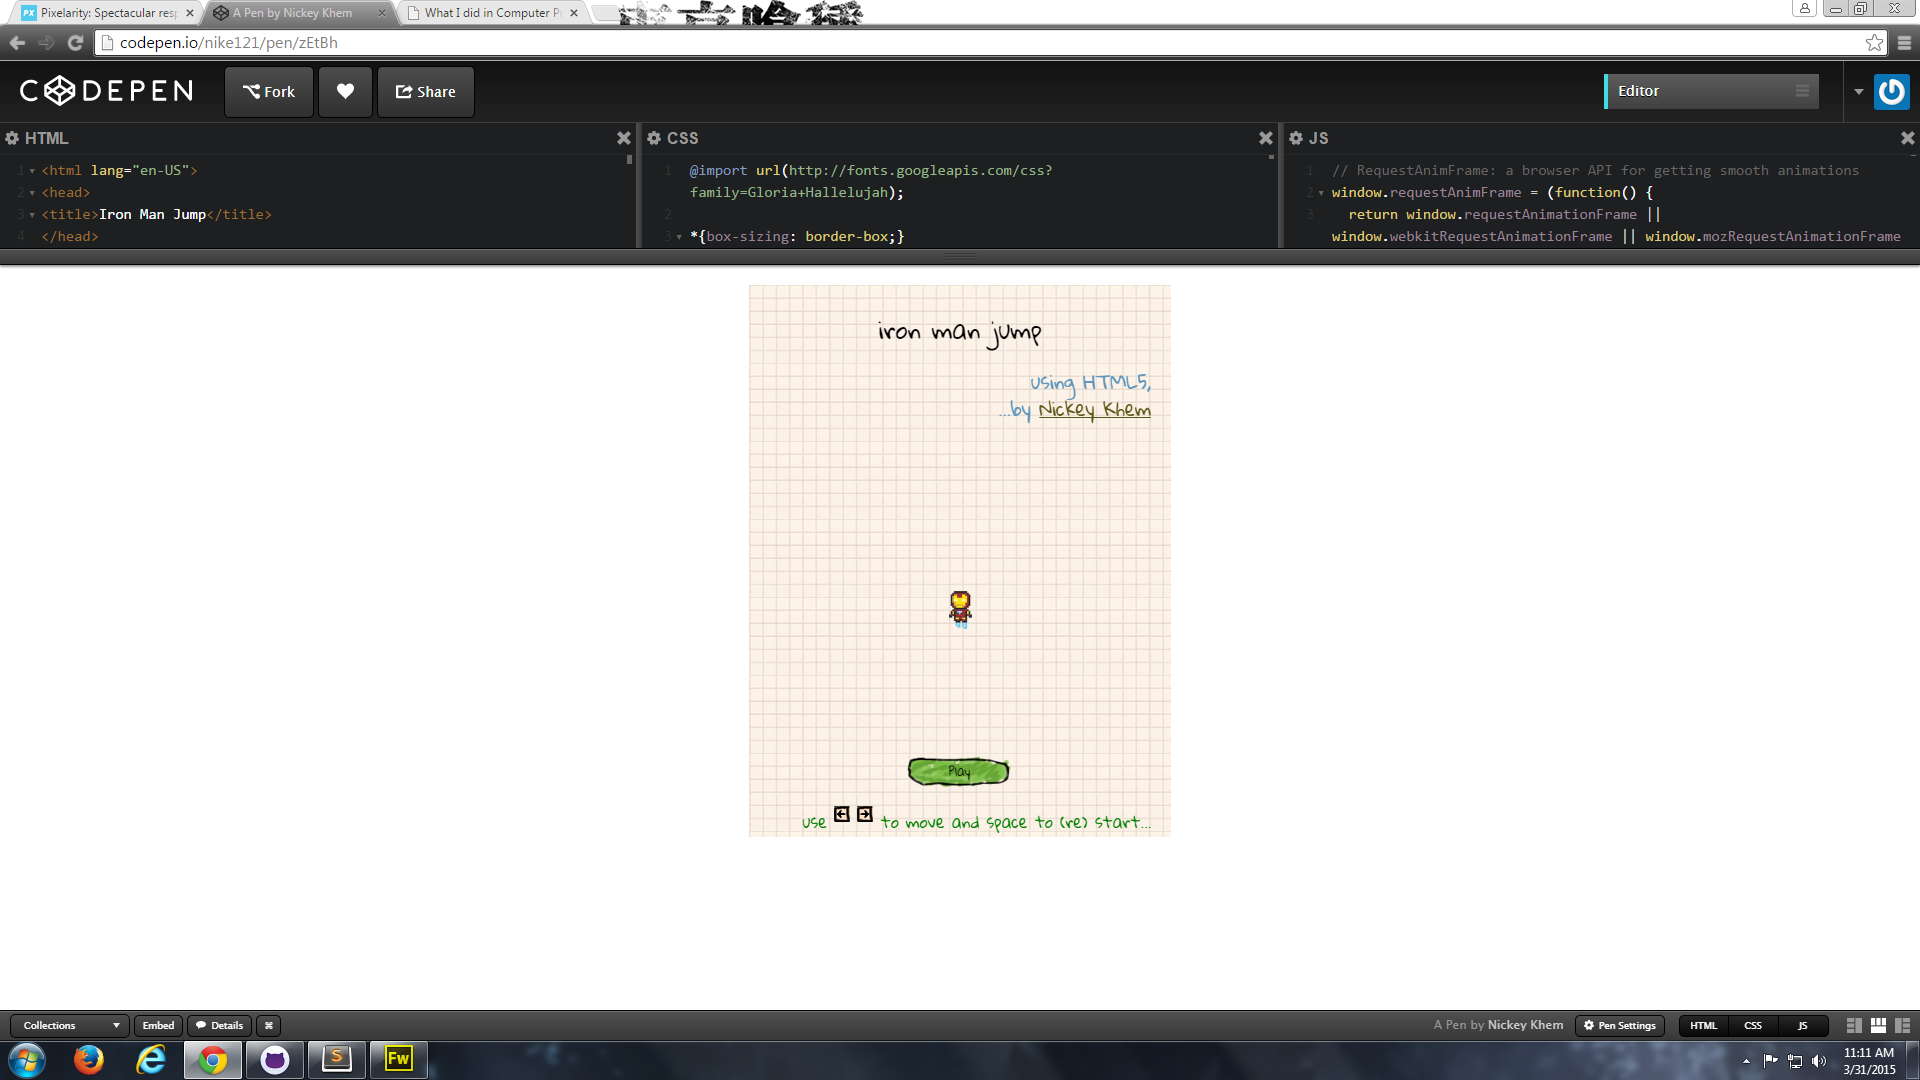 Pixelarity: Spectacular res
A Pen by Nickey Khem
What I did in Computer P
codepen.io/nike121/pen/zEtBh
CODEPEN
Fork
Share
Editor
HTML
CSS
JS
1 <html lang="en-US">
2 <head>
3 <title>Iron Man Jump</title>
4 </head>
1 @import url(http://fonts.googleapis.com/css?
family=Gloria+Hallelujah);
2
3 *{box-sizing: border-box;}
1 // RequestAnimFrame: a browser API for getting smooth animations
2 window.requestAnimFrame = (function() {
3 return window.requestAnimationFrame ||
window.webkitRequestAnimationFrame || window.mozRequestAnimationFrame
iron man jump
using HTML5,
...by Nickey Khem
Play
use to move and space to (re) start...
Collections
Embed
Details
⌘
A Pen by Nickey Khem
Pen Settings
HTML
CSS
JS
S
Fw
11:11 AM
3/31/2015